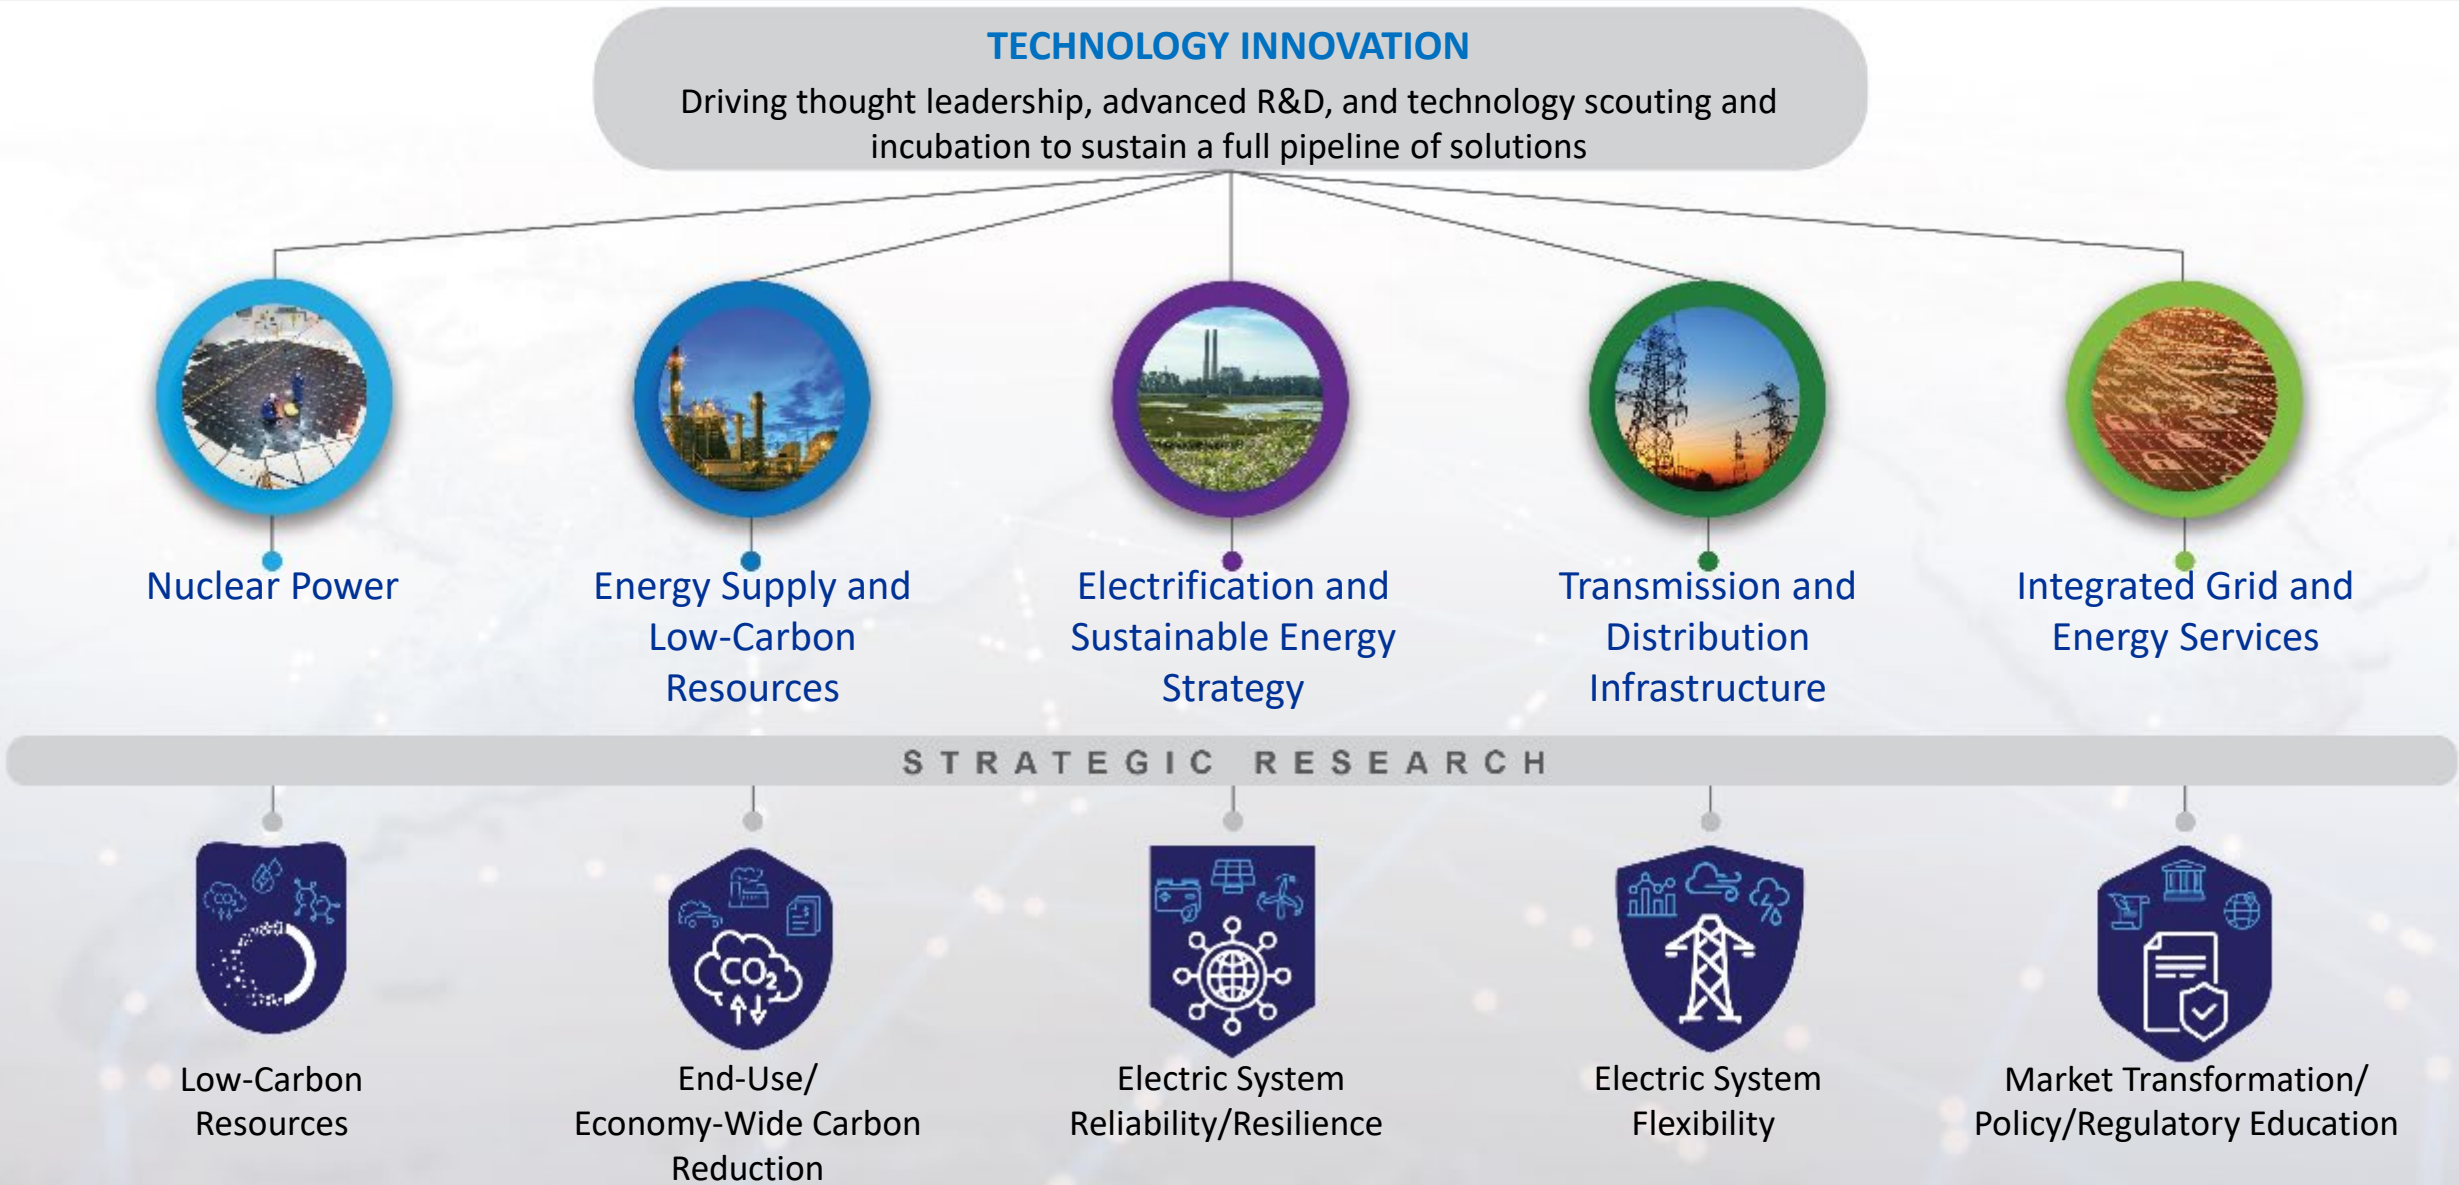 TECHNOLOGY INNOVATION
Driving thought leadership, advanced R&D, and technology scouting and
incubation to sustain a full pipeline of solutions
Nuclear Power
Energy Supply and
Low-Carbon
Resources
Electrification and
Sustainable Energy
Strategy
Transmission and
Distribution
Infrastructure
Integrated Grid and
Energy Services
STRATEGIC RESEARCH
CO₂
CO₂
Low-Carbon
Resources
End-Use/
Economy-Wide Carbon
Reduction
Electric System
Reliability/Resilience
Electric System
Flexibility
Market Transformation/
Policy/Regulatory Education